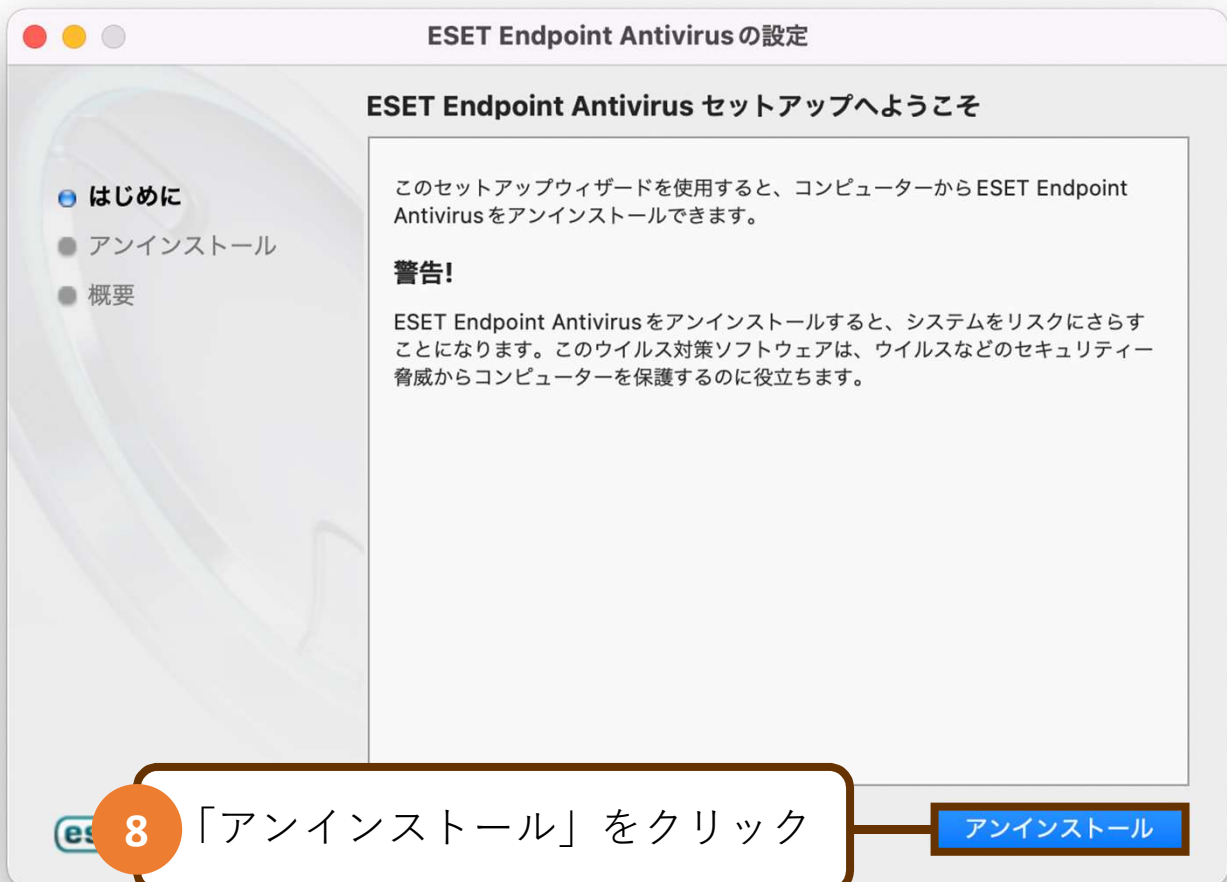 ESET Endpoint Antivirusの設定
ESET Endpoint Antivirus セットアップへようこそ
はじめに
アンインストール
概要
このセットアップウィザードを使用すると、コンピューターからESET Endpoint
Antivirusをアンインストールできます。
警告!
ESET Endpoint Antivirusをアンインストールすると、システムをリスクにさらす
ことになります。このウイルス対策ソフトウェアは、ウイルスなどのセキュリティー
脅威からコンピューターを保護するのに役立ちます。
8 「アンインストール」をクリック
アンインストール